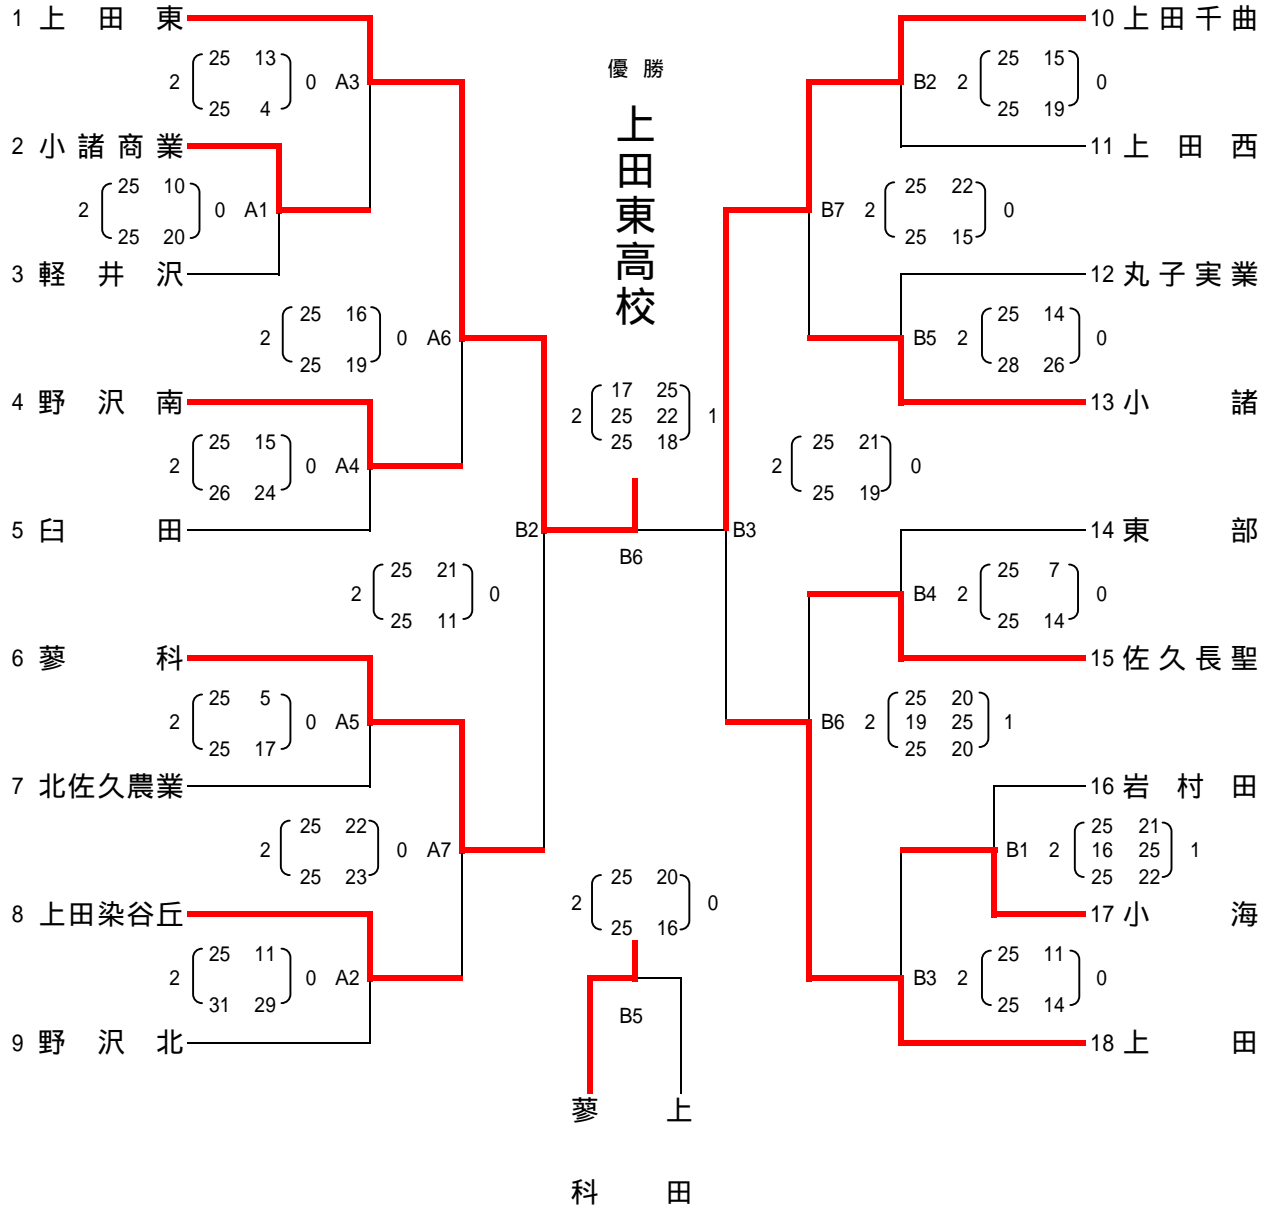 1 上田東
2 25 13 0 A3
25 4
2 小諸商業
2 25 10 0 A1
25 20
3 軽井沢
2 25 16 0 A6
25 19
4 野沢南
2 25 15 0 A4
26 24
5 臼田
B2
2 25 21 0
25 11
6 蓼科
2 25 5 0 A5
25 17
7 北佐久農業
2 25 22 0 A7
25 23
8 上田染谷丘
2 25 11 0 A2
31 29
9 野沢北
優勝
上田東高校
17 25
2 25 22 1
25 18
B6
2 25 20 0
25 16
B5
蓼科
上田
10 上田千曲
B2 2 25 15 0
25 19
11 上田西
B7 2 25 22 0
25 15
12 丸子実業
B5 2 25 14 0
28 26
13 小諸
2 25 21 0
25 19
B3
14 東部
B4 2 25 7 0
25 14
15 佐久長聖
25 20
B6 2 19 25 1
25 20
16 岩村田
25 21
B1 2 16 25 1
25 22
17 小海
B3 2 25 11 0
25 14
18 上田